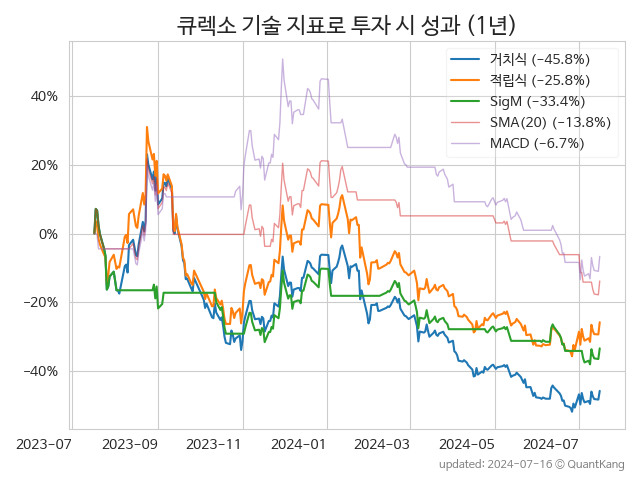 큐렉소 기술 지표로 투자 시 성과 (1년)
거치식 (−45.8%)
적립식 (−25.8%)
SigM (−33.4%)
SMA(20) (−13.8%)
MACD (−6.7%)
40%
20%
0%
−20%
−40%
2023-07 2023-09 2023-11 2024-01 2024-03 2024-05 2024-07
updated: 2024-07-16 © QuantKang